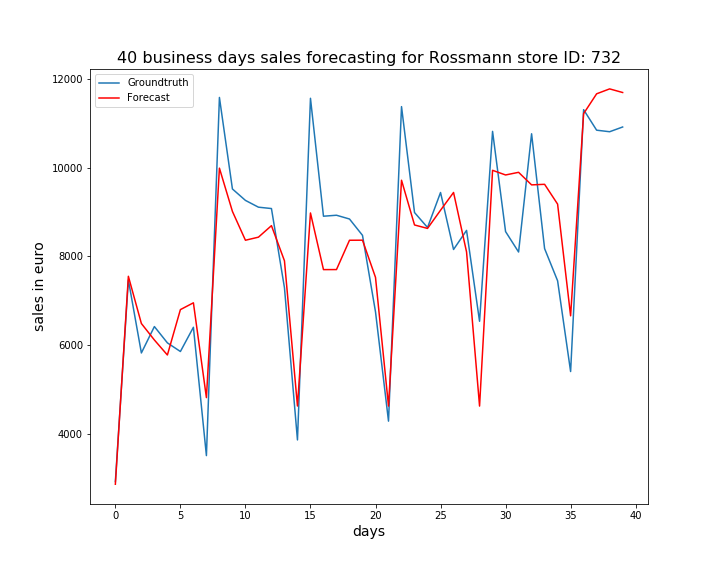 40 business days sales forecasting for Rossmann store ID: 732
Groundtruth
Forecast
12000
10000
8000
6000
4000
sales in euro
0 5 10 15 20 25 30 35 40
days